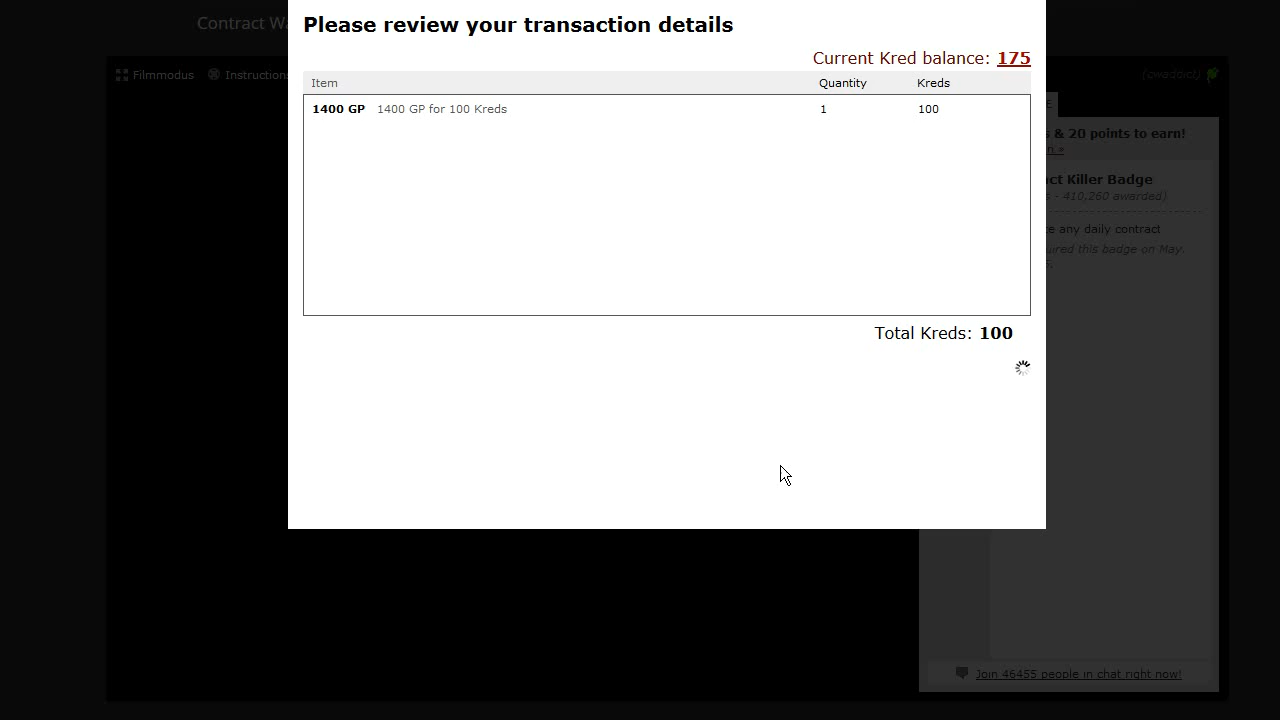 Please review your transaction details
Contract
Current Kred balance: 175
Filmmodus Instructions
(cwaddict)
Item Quantity Kreds
1400 GP 1400 GP for 100 Kreds 1 100
& 20 points to earn!
Killer Badge
- 410,260 awarded)
any daily contract
this badge on May.
Total Kreds: 100
Join 46455 people in chat right now!